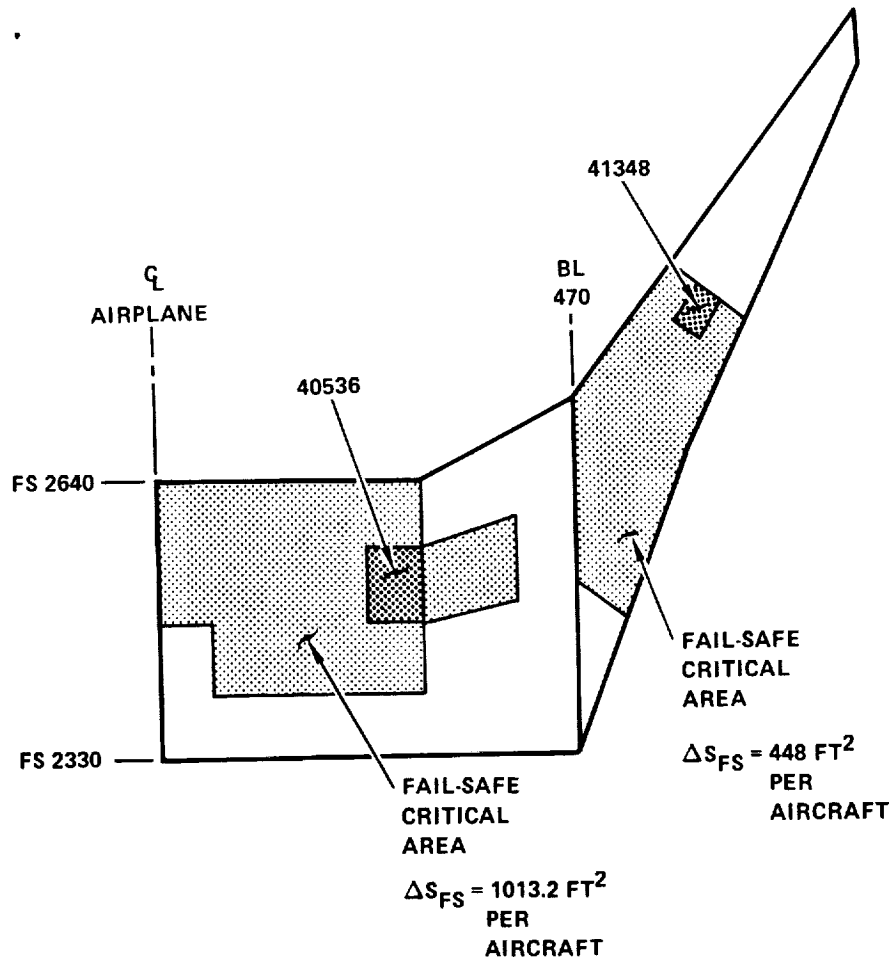 41348
℄
AIRPLANE
BL
470
40536
FS 2640
FAIL-SAFE
CRITICAL
AREA
ΔS_FS = 448 FT²
PER
AIRCRAFT
FS 2330
FAIL-SAFE
CRITICAL
AREA
ΔS_FS = 1013.2 FT²
PER
AIRCRAFT